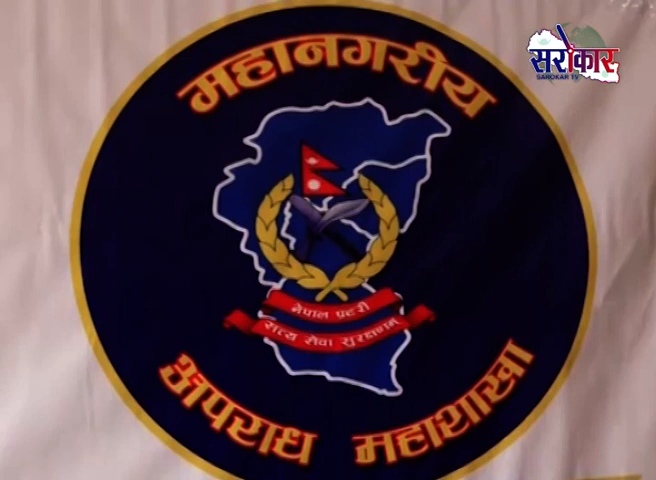 महानगरीय
सरोकार
SAROKAR TV
नेपाल प्रहरी
सत्य सेवा सुरक्षणम्
अपराध महाशाखा